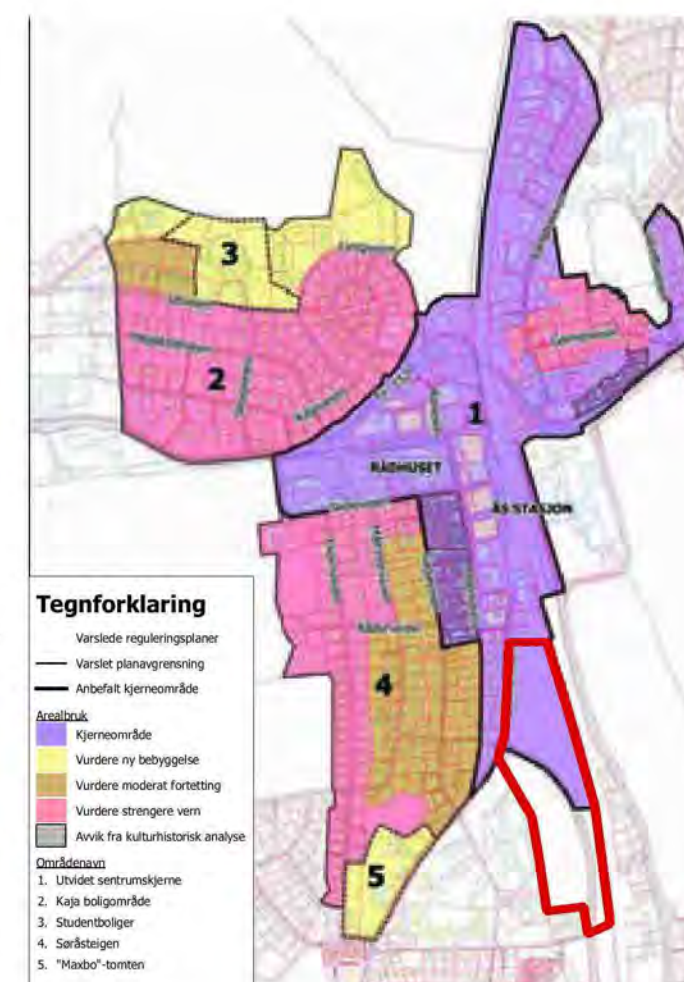 3
2
1
RÅDHUSET
ÅS STASJON
4
5
Tegnforklaring
Varslede reguleringsplaner
Varslet planavgrensning
Anbefalt kjerneområde
Arealbruk
Kjerneområde
Vurdere ny bebyggelse
Vurdere moderat fortetting
Vurdere strengere vern
Avvik fra kulturhistorisk analyse
Områdenavn
1. Utvidet sentrumskjerne
2. Kaja boligområde
3. Studentboliger
4. Søråsteigen
5. "Maxbo"-tomten